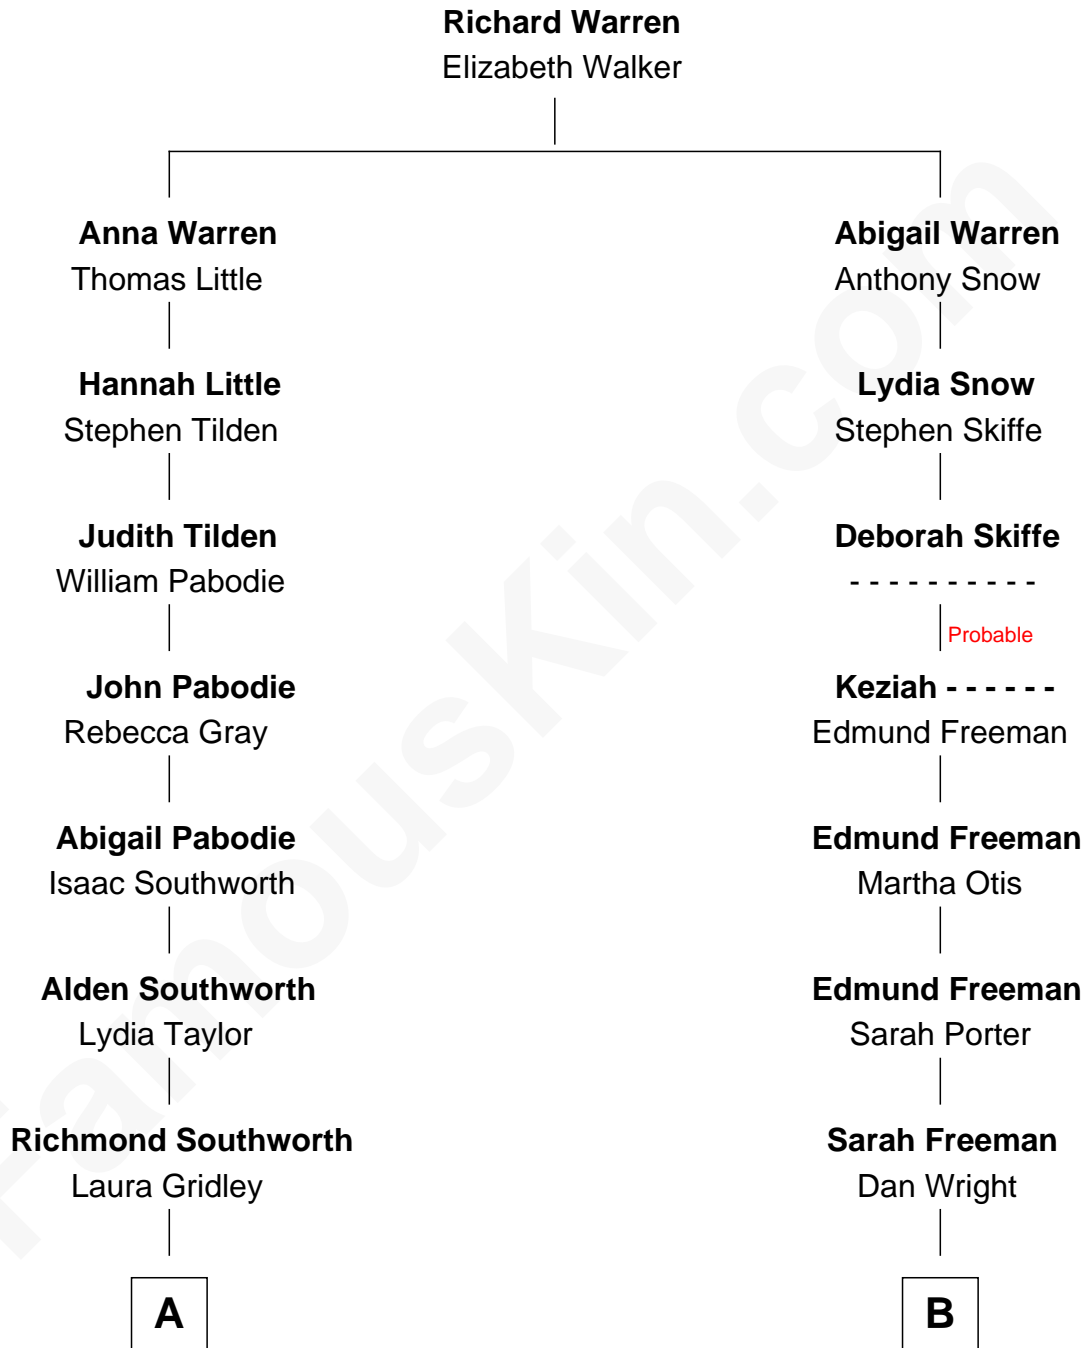 Richard Warren
Elizabeth Walker
Anna Warren
Thomas Little
Abigail Warren
Anthony Snow
Hannah Little
Stephen Tilden
Lydia Snow
Stephen Skiffe
Judith Tilden
William Pabodie
Deborah Skiffe
- - - - - - - - - -
Probable
John Pabodie
Rebecca Gray
Keziah - - - - - -
Edmund Freeman
Abigail Pabodie
Isaac Southworth
Edmund Freeman
Martha Otis
Alden Southworth
Lydia Taylor
Edmund Freeman
Sarah Porter
Richmond Southworth
Laura Gridley
Sarah Freeman
Dan Wright
A
B
FamousKin.com